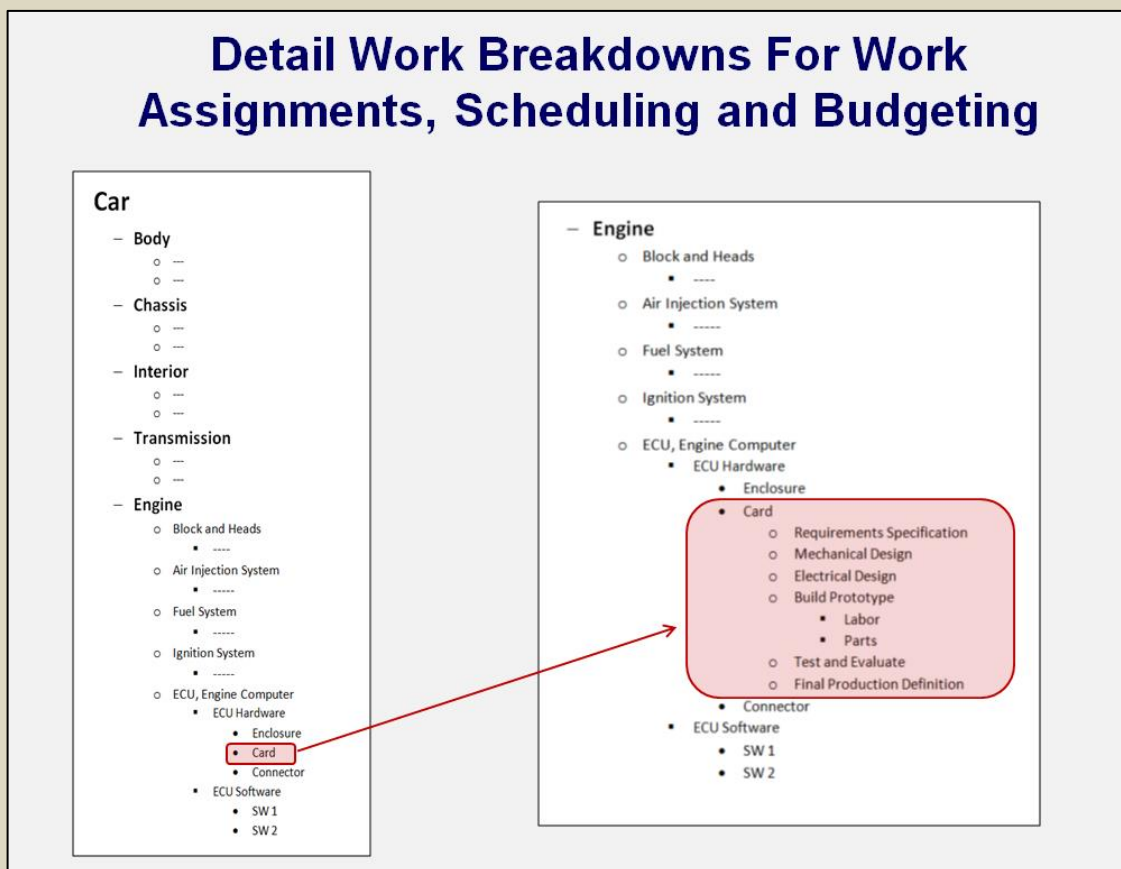 Detail Work Breakdowns For Work
Assignments, Scheduling and Budgeting
Car
– Body
o ---
o ---
– Chassis
o ---
o ---
– Interior
o ---
o ---
– Transmission
o ---
o ---
– Engine
o Block and Heads
▪ ----
o Air Injection System
▪ -----
o Fuel System
▪ -----
o Ignition System
▪ -----
o ECU, Engine Computer
▪ ECU Hardware
• Enclosure
• Card
• Connector
▪ ECU Software
• SW 1
• SW 2
– Engine
o Block and Heads
▪ ----
o Air Injection System
▪ -----
o Fuel System
▪ -----
o Ignition System
▪ -----
o ECU, Engine Computer
▪ ECU Hardware
• Enclosure
• Card
o Requirements Specification
o Mechanical Design
o Electrical Design
o Build Prototype
▪ Labor
▪ Parts
o Test and Evaluate
o Final Production Definition
• Connector
▪ ECU Software
• SW 1
• SW 2